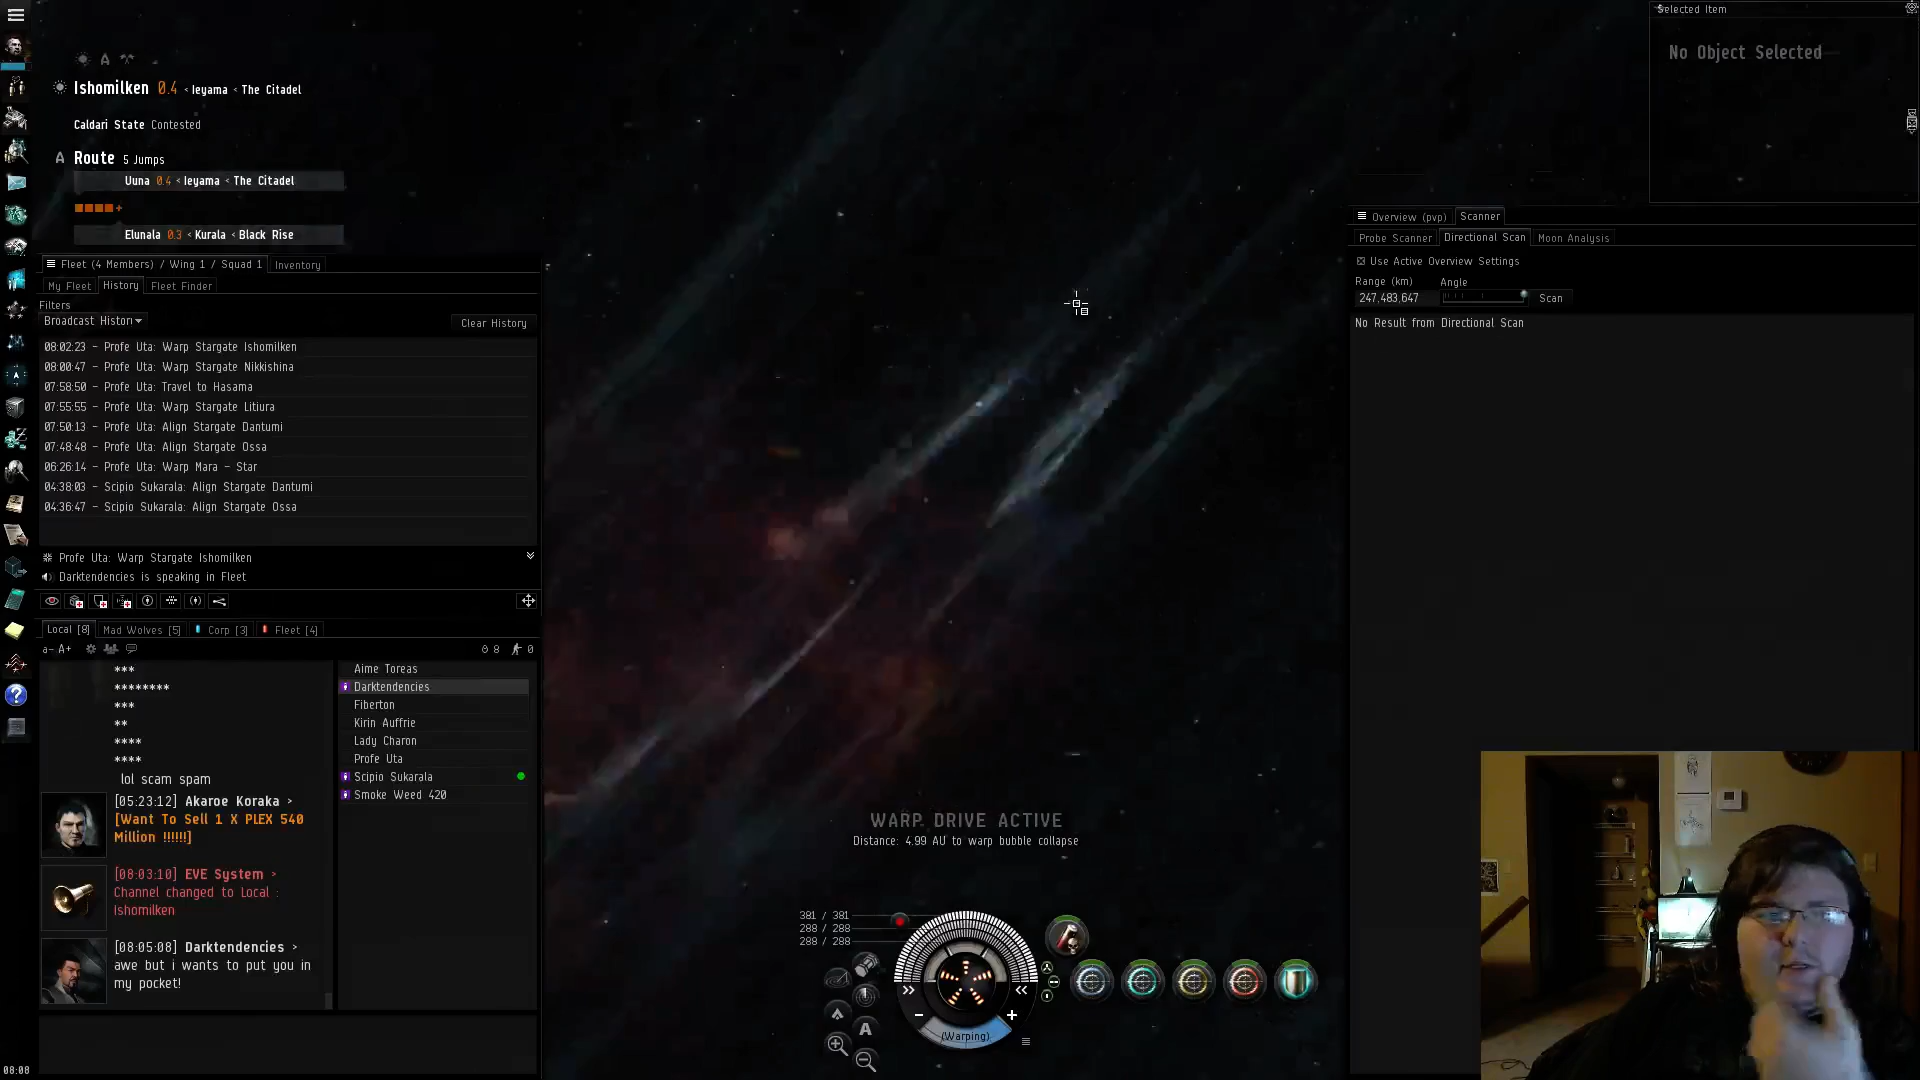 Selected Item
No Object Selected
Ishomilken 0.4 < Ieyama < The Citadel
Caldari State Contested
Route 5 Jumps
Uuna 0.4 < Ieyama < The Citadel
Elunala 0.3 < Kurala < Black Rise
Fleet (4 Members) / Wing 1 / Squad 1 Inventory
My Fleet History Fleet Finder
Filters
Broadcast Histor
Clear History
08:02:23 - Profe Uta: Warp Stargate Ishomilken
08:00:47 - Profe Uta: Warp Stargate Nikkishina
07:58:50 - Profe Uta: Travel to Hasama
07:55:55 - Profe Uta: Warp Stargate Litiura
07:50:13 - Profe Uta: Align Stargate Dantumi
07:48:48 - Profe Uta: Align Stargate Ossa
06:26:14 - Profe Uta: Warp Mara - Star
04:38:03 - Scipio Sukarala: Align Stargate Dantumi
04:36:47 - Scipio Sukarala: Align Stargate Ossa
Profe Uta: Warp Stargate Ishomilken
Darktendencies is speaking in Fleet
Local [8] Mad Wolves [5] Corp [3] Fleet [4]
a- A+
8 0
***
********
***
**
****
****
lol scam spam
[05:23:12] Akaroe Koraka >
[Want To Sell 1 X PLEX 540
Million !!!!!!]
[08:03:10] EVE System >
Channel changed to Local :
Ishomilken
[08:05:08] Darktendencies >
awe but i wants to put you in
my pocket!
Aime Toreas
Darktendencies
Fiberton
Kirin Auffrie
Lady Charon
Profe Uta
Scipio Sukarala
Smoke Weed 420
08:08
WARP DRIVE ACTIVE
Distance: 4.99 AU to warp bubble collapse
381 / 381
288 / 288
288 / 288
(Warping)
Overview (pvp) Scanner
Probe Scanner Directional Scan Moon Analysis
Use Active Overview Settings
Range (km) Angle
247,483,647 Scan
No Result from Directional Scan